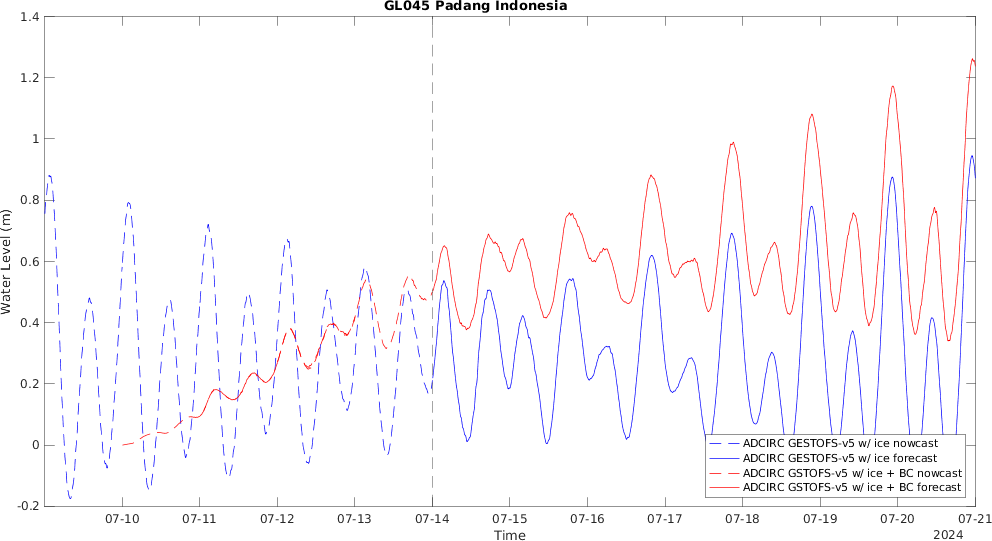 GL045 Padang Indonesia
1.4
1.2
1
0.8
0.6
0.4
0.2
0
-0.2
Water Level (m)
ADCIRC GESTOFS-v5 w/ ice nowcast
ADCIRC GESTOFS-v5 w/ ice forecast
ADCIRC GSTOFS-v5 w/ ice + BC nowcast
ADCIRC GSTOFS-v5 w/ ice + BC forecast
07-10 07-11 07-12 07-13 07-14 07-15 07-16 07-17 07-18 07-19 07-20 07-21
Time
2024